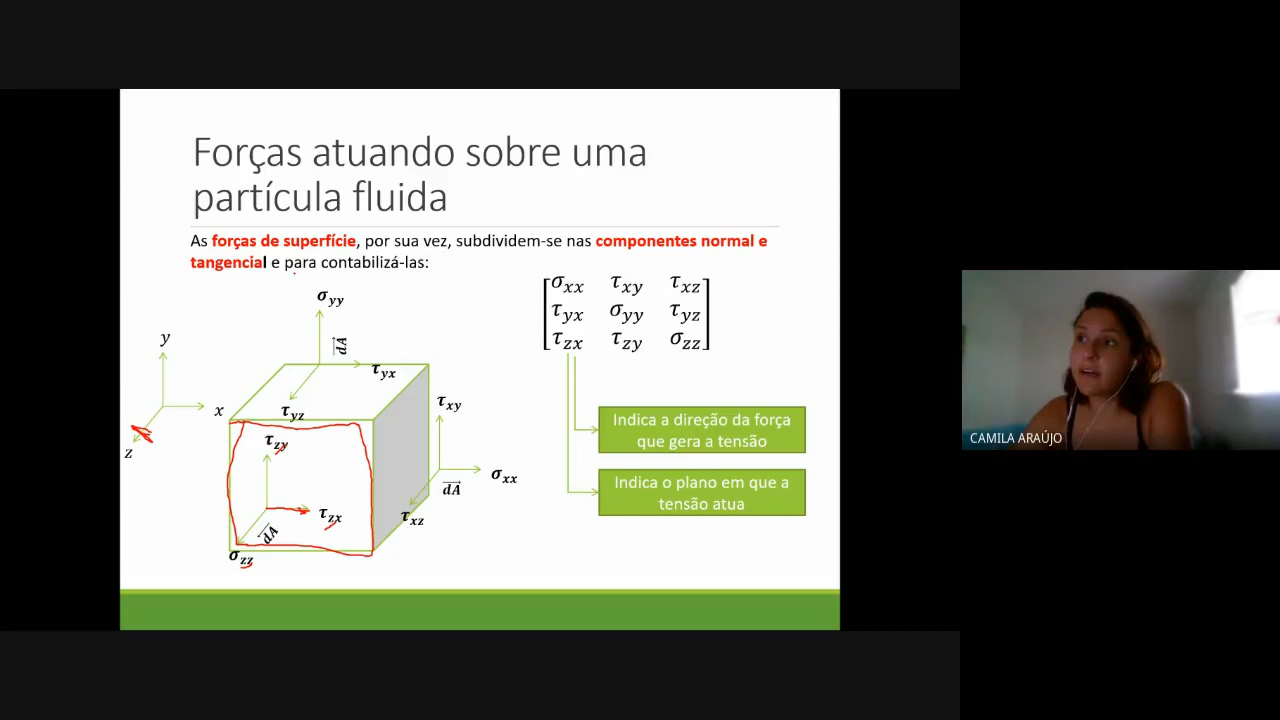 Forças atuando sobre uma
partícula fluida
As forças de superfície, por sua vez, subdividem-se nas componentes normal e
tangencial e para contabilizá-las:
σxx τxy τxz
τyx σyy τyz
τzx τzy σzz
σyy
dA
τyx
τyz
y
x
z
τxy
σxx
dA
τxz
τzy
τzx
dA
σzz
Indica a direção da força
que gera a tensão
Indica o plano em que a
tensão atua
CAMILA ARAÚJO